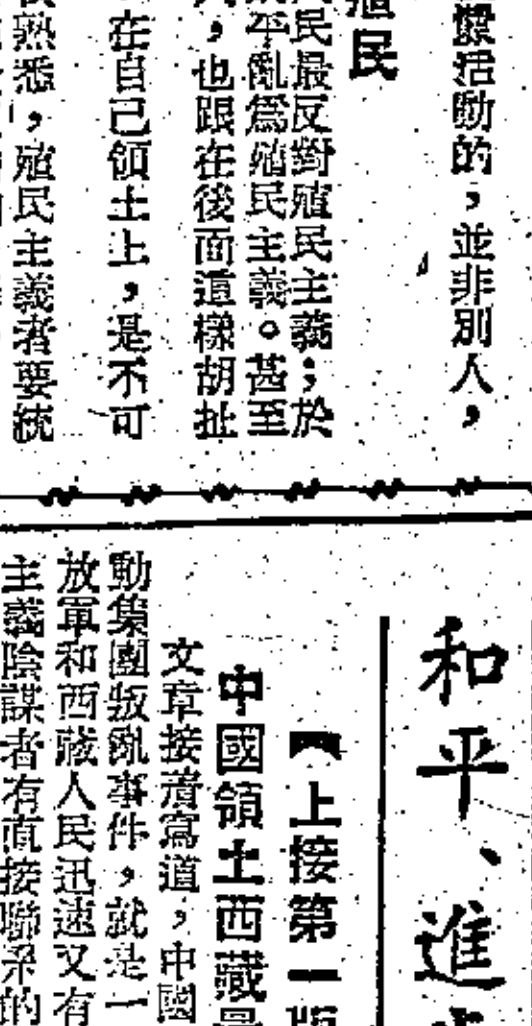 懷活動的，並非別人，
殖民
民最反對殖民主義；於
平亂爲殖民主義。甚至
，也跟在後面這樣胡扯
在自己領土上，是不可
熟悉，殖民主義者要統
和平、進
【上接第一版
中國領土西藏是
文章接着寫道，中國
動集團叛亂事件，就是一
放軍和西藏人民迅速又有
主義陰謀者有直接聯系的